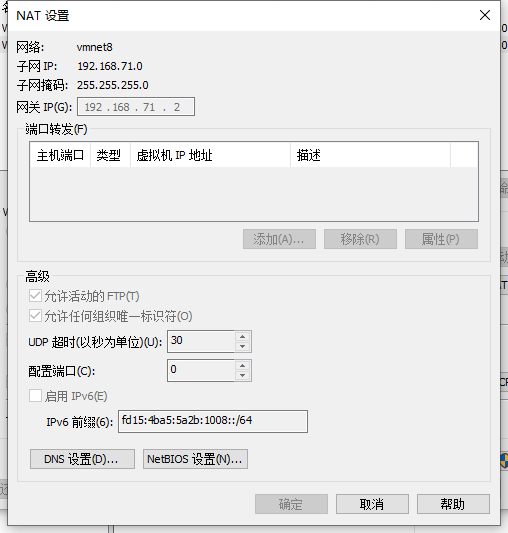 NAT 设置
网络: vmnet8
子网 IP: 192.168.71.0
子网掩码: 255.255.255.0
网关 IP(G): 192 . 168 . 71 . 2
端口转发(F)
主机端口 类型 虚拟机 IP 地址 描述
添加(A)... 移除(R) 属性(P)
高级
允许活动的 FTP(T)
允许任何组织唯一标识符(O)
UDP 超时(以秒为单位)(U): 30
配置端口(C): 0
启用 IPv6(E)
IPv6 前缀(6): fd15:4ba5:5a2b:1008::/64
DNS 设置(D)... NetBIOS 设置(N)...
确定 取消 帮助